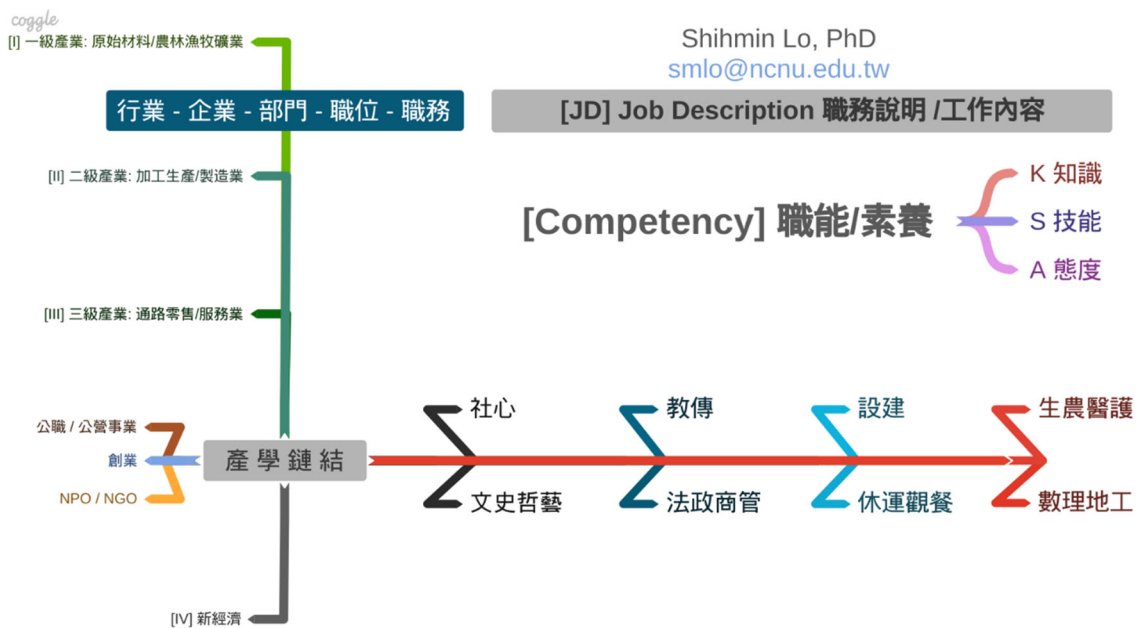 coggle
[I] 一級產業: 原始材料/農林漁牧礦業
Shihmin Lo, PhD
smlo@ncnu.edu.tw
行業 - 企業 - 部門 - 職位 - 職務
[JD] Job Description 職務說明 /工作內容
[II] 二級產業: 加工生產/製造業
[Competency] 職能/素養
K 知識
S 技能
A 態度
[III] 三級產業: 通路零售/服務業
公職 / 公營事業
創業
NPO / NGO
產 學 鏈 結
社心
教傳
設建
生農醫護
文史哲藝
法政商管
休運觀餐
數理地工
[IV] 新經濟